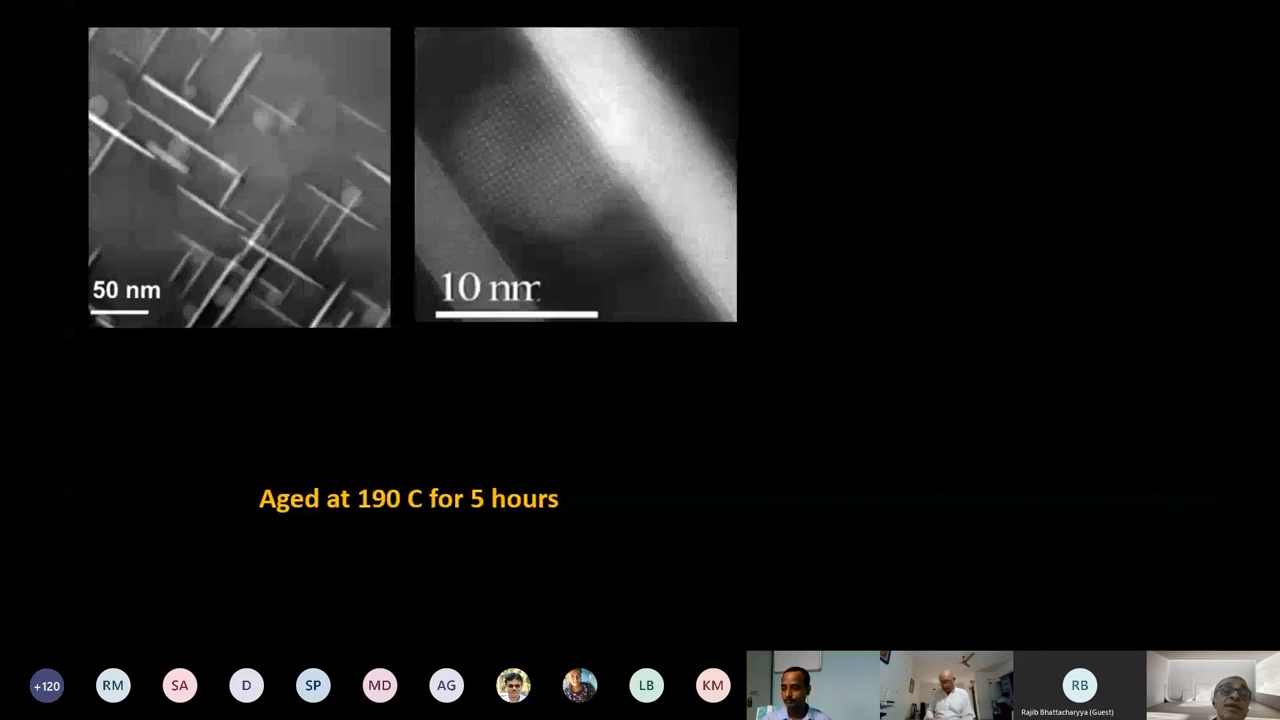 50 nm
10 nm
Aged at 190 C for 5 hours
+120
RM
SA
D
SP
MD
AG
LB
KM
RB
Rajib Bhattacharyya (Guest)